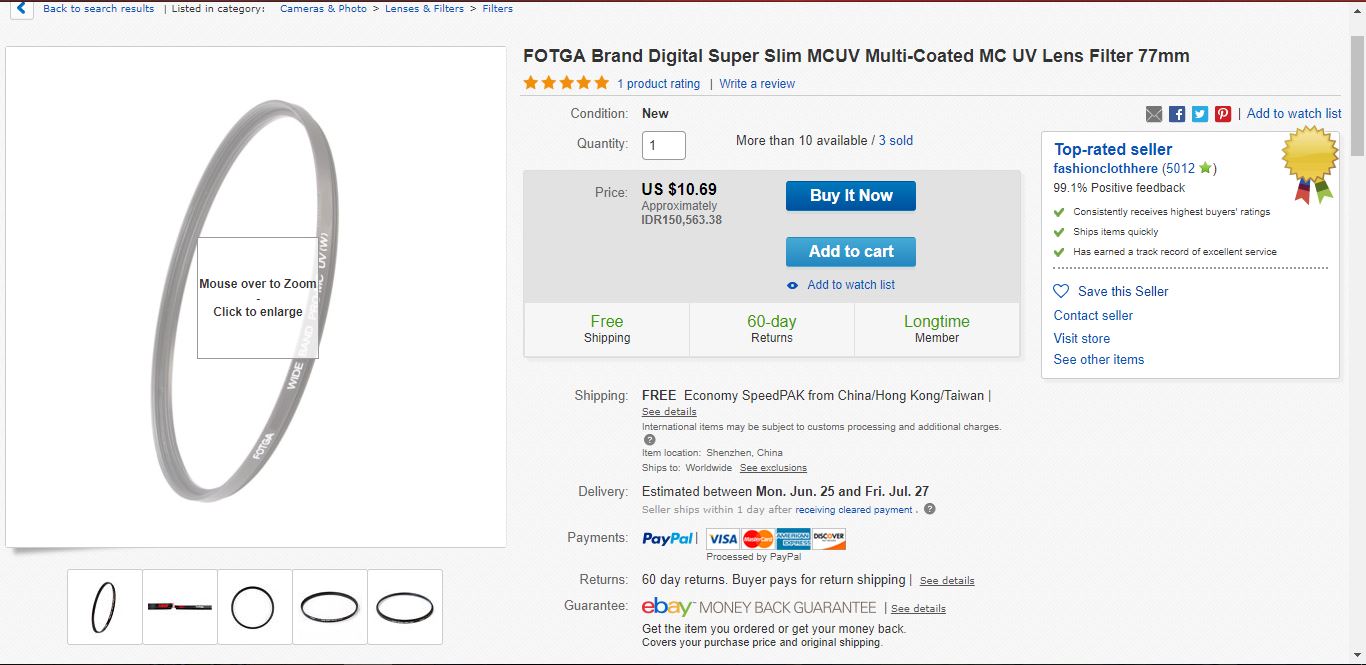 Back to search results | Listed in category: Cameras & Photo > Lenses & Filters > Filters
FOTGA Brand Digital Super Slim MCUV Multi-Coated MC UV Lens Filter 77mm
1 product rating | Write a review
Condition: New
Quantity: 1 More than 10 available / 3 sold
Price: US $10.69
Approximately
IDR150,563.38
Buy It Now
Add to cart
Add to watch list
Free
Shipping
60-day
Returns
Longtime
Member
| Add to watch list
Top-rated seller
fashionclothhere (5012 )
99.1% Positive feedback
Consistently receives highest buyers' ratings
Ships items quickly
Has earned a track record of excellent service
Save this Seller
Contact seller
Visit store
See other items
Mouse over to Zoom
-
Click to enlarge
FOTGA WIDE BAND PRO MC UV(W)
Shipping: FREE Economy SpeedPAK from China/Hong Kong/Taiwan |
See details
International items may be subject to customs processing and additional charges.
?
Item location: Shenzhen, China
Ships to: Worldwide See exclusions
Delivery: Estimated between Mon. Jun. 25 and Fri. Jul. 27
Seller ships within 1 day after receiving cleared payment . ?
Payments: PayPal | VISA MasterCard AMERICAN EXPRESS DISCOVER
Processed by PayPal
Returns: 60 day returns. Buyer pays for return shipping | See details
Guarantee: ebay MONEY BACK GUARANTEE | See details
Get the item you ordered or get your money back.
Covers your purchase price and original shipping.